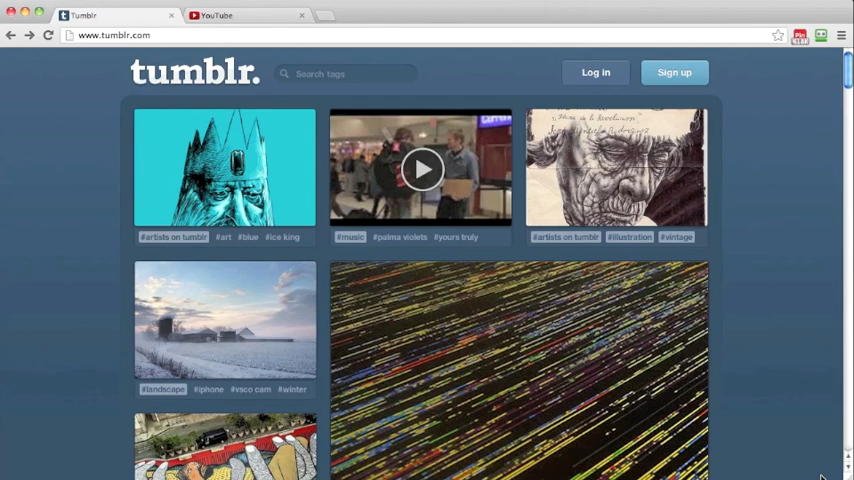 Tumblr
YouTube
www.tumblr.com
tumblr.
Search tags
Log in
Sign up
#artists on tumblr #art #blue #ice king
#music #palma violets #yours truly
#artists on tumblr #illustration #vintage
#landscape #iphone #vsco cam #winter